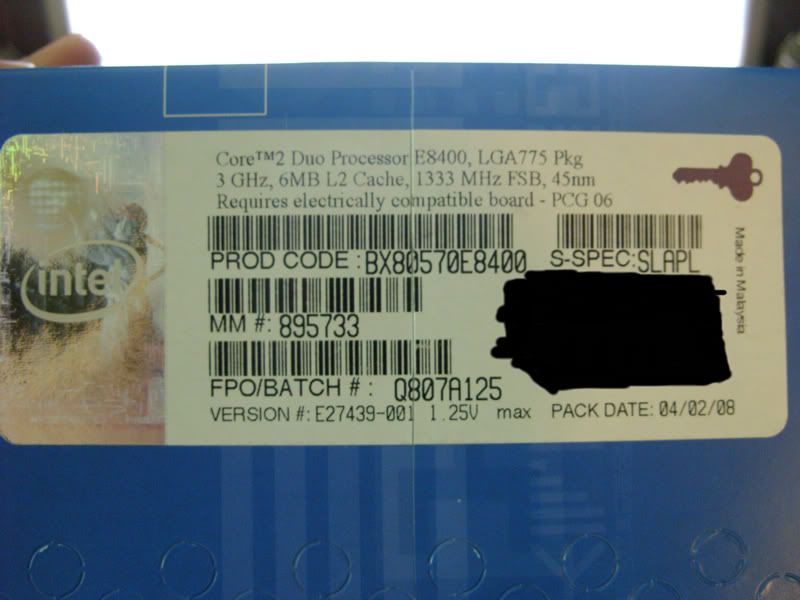 Core™2 Duo Processor E8400, LGA775 Pkg
3 GHz, 6MB L2 Cache, 1333 MHz FSB, 45nm
Requires electrically compatible board - PCG 06
PROD CODE : BX80570E8400 S-SPEC: SLAPL
Made in Malaysia
intel
MM #: 895733
FPO/BATCH # : Q807A125
VERSION #: E27439-001 1.25V max PACK DATE: 04/02/08